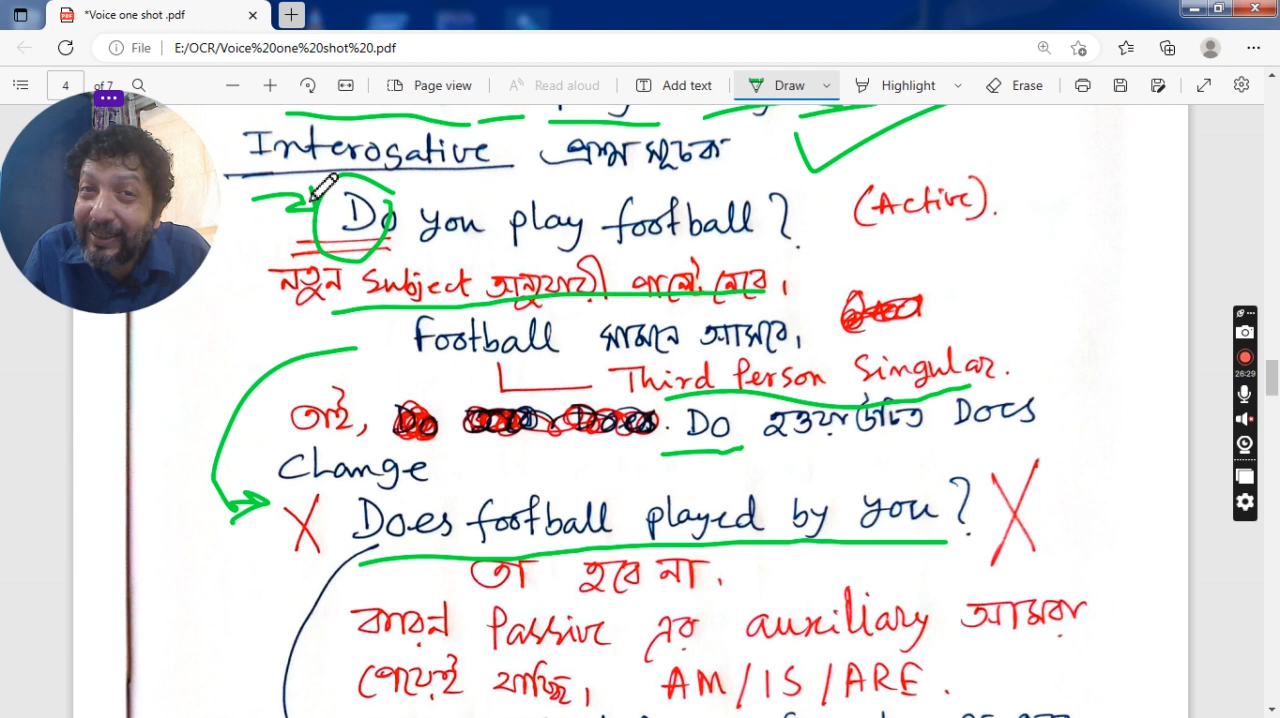 *Voice one shot .pdf
File E:/OCR/Voice%20one%20shot%20.pdf
4 of 7 Page view Read aloud Add text Draw Highlight Erase
Interogative প্রশ্ন সূচক
Do you play football? (Active).
নতুন Subject অনুযায়ী পাল্টে নেবে।
Football সামনে আসবে,
Third Person Singular.
তাই, Do হওয়া উচিত Does
Change
X Does football played by you? X
তা হবে না.
কারন Passive এর auxiliary আমরা
পেয়েই যাচ্ছি। AM/IS/ARE.
26:29